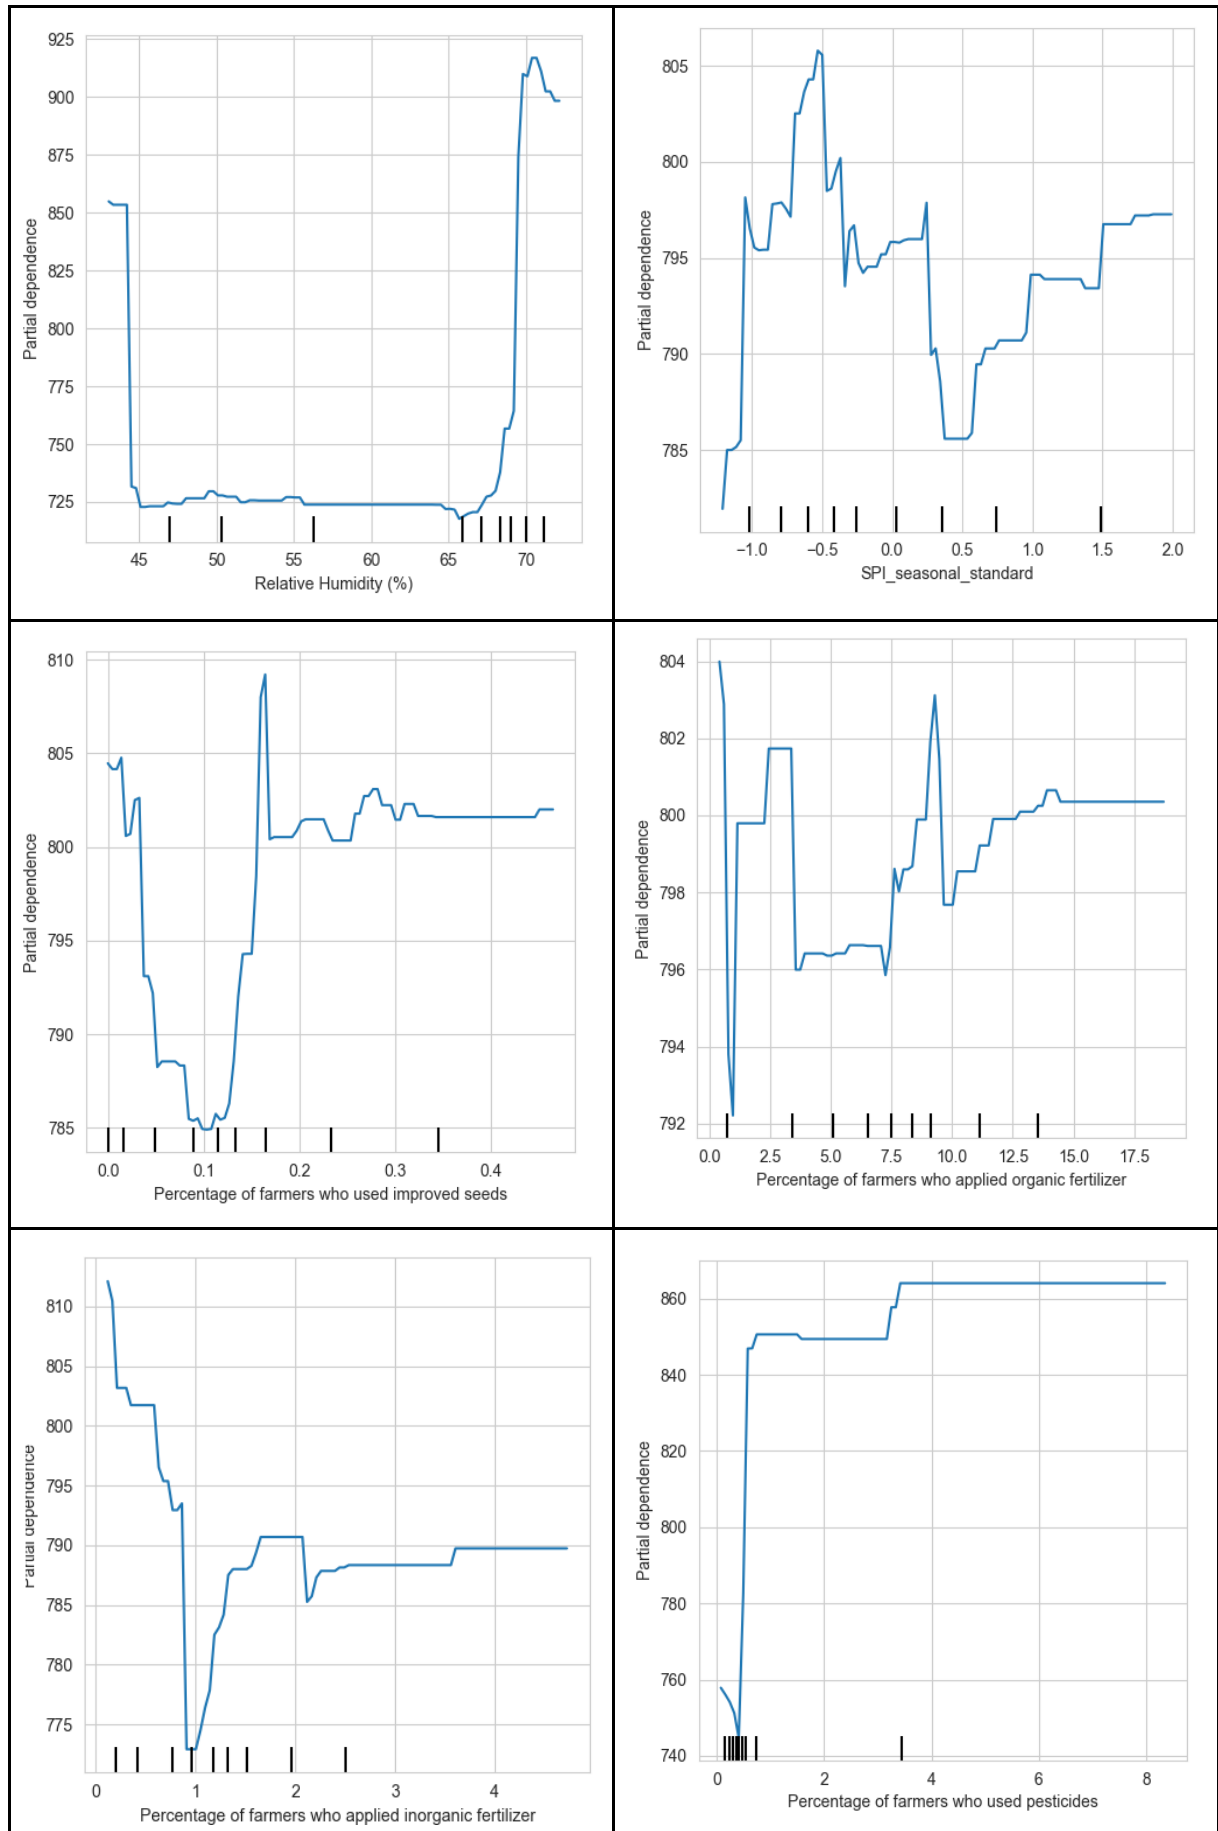 925
900
875
850
825
800
775
750
725
Partial dependence
45 50 55 60 65 70
Relative Humidity (%)
805
800
795
790
785
Partial dependence
−1.0 −0.5 0.0 0.5 1.0 1.5 2.0
SPI_seasonal_standard
810
805
800
795
790
785
Partial dependence
0.0 0.1 0.2 0.3 0.4
Percentage of farmers who used improved seeds
804
802
800
798
796
794
792
Partial dependence
0.0 2.5 5.0 7.5 10.0 12.5 15.0 17.5
Percentage of farmers who applied organic fertilizer
810
805
800
795
790
785
780
775
Partial dependence
0 1 2 3 4
Percentage of farmers who applied inorganic fertilizer
860
840
820
800
780
760
740
Partial dependence
0 2 4 6 8
Percentage of farmers who used pesticides